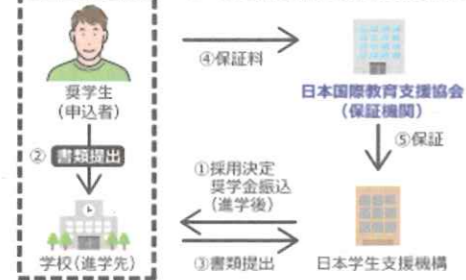 ④保証料
奨学生
(申込者)
日本国際教育支援協会
(保証機関)
② 書類提出
⑤保証
①採用決定
奨学金振込
(進学後)
学校(進学先)
③書類提出
日本学生支援機構